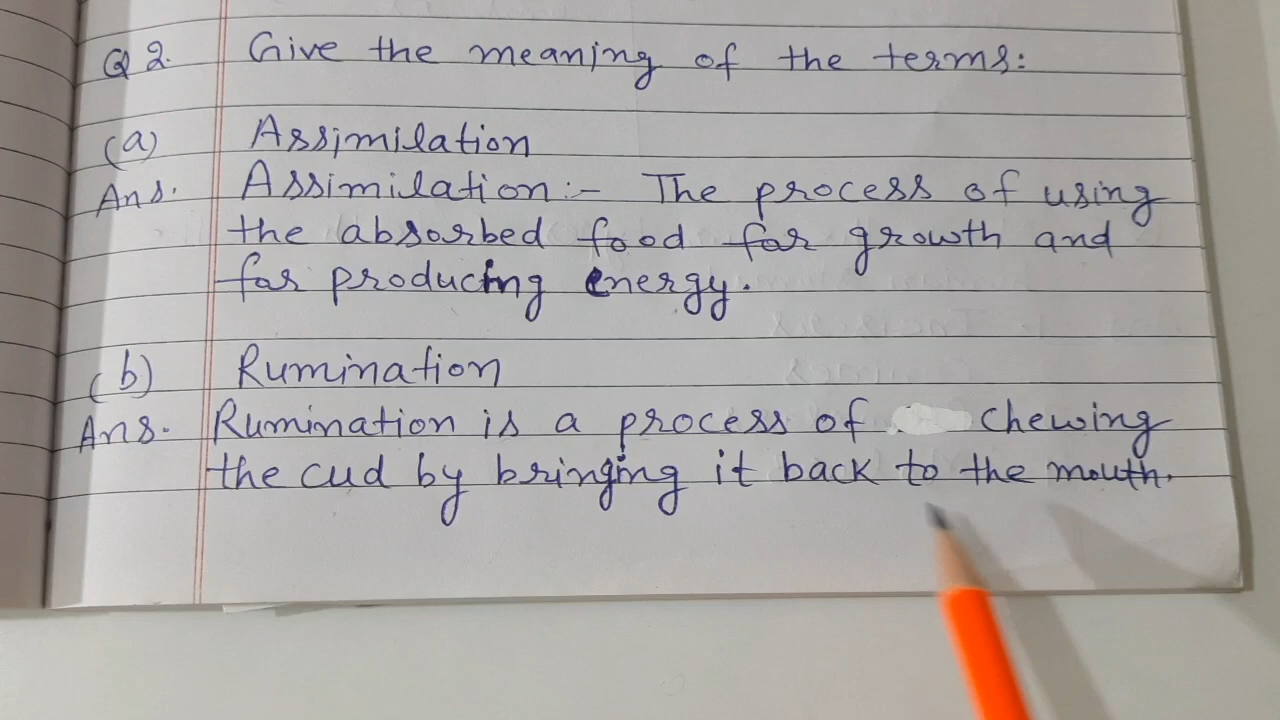 Q2. Give the meaning of the terms:
(a) Assimilation
Ans. Assimilation:- The process of using
the absorbed food for growth and
for producing energy.
(b) Rumination
Ans. Rumination is a process of chewing
the cud by bringing it back to the mouth.